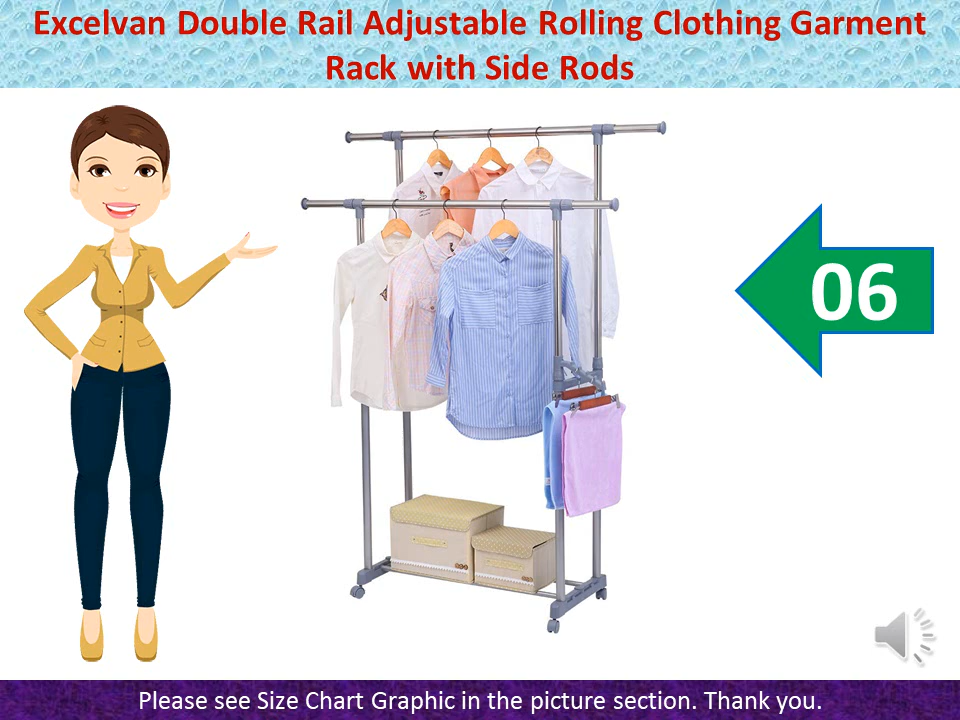 Excelvan Double Rail Adjustable Rolling Clothing Garment
Rack with Side Rods
06
Please see Size Chart Graphic in the picture section. Thank you.